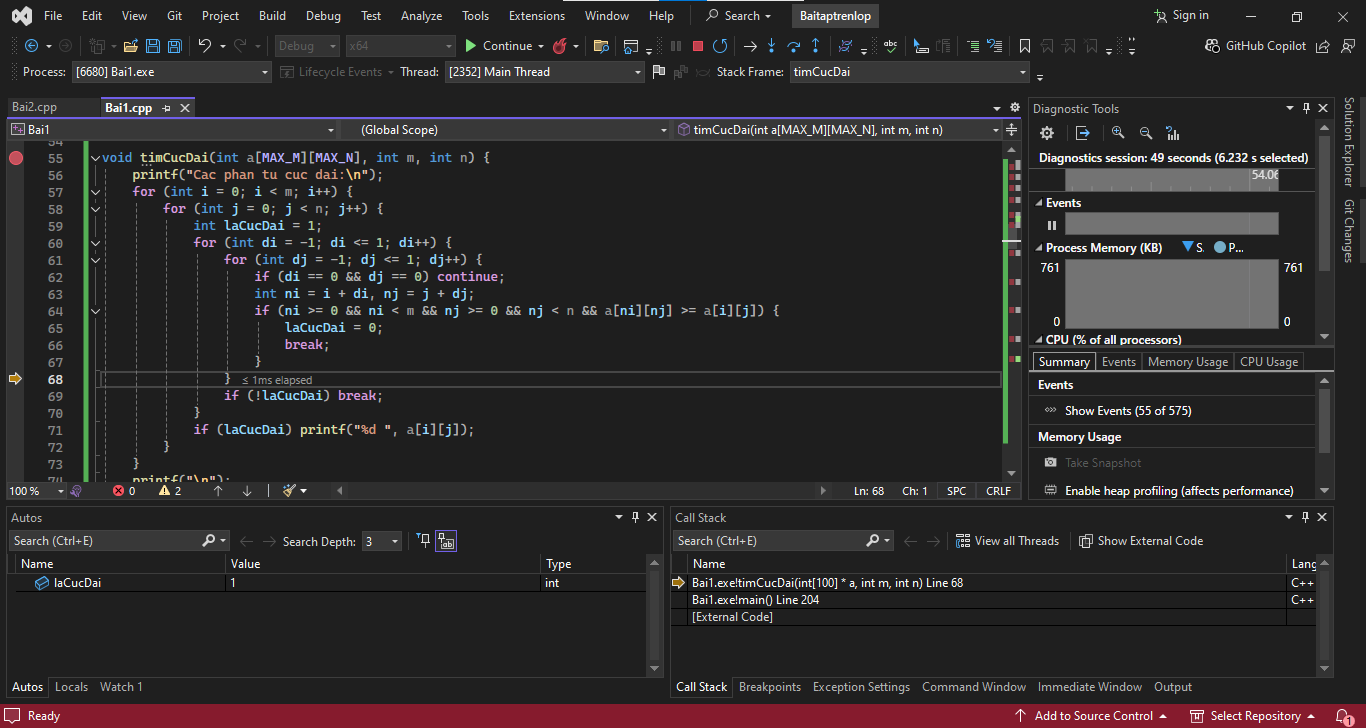 File Edit View Git Project Build Debug Test Analyze Tools Extensions Window Help Search Baitaptrenlop Sign in
Debug x64 Continue GitHub Copilot
Process: [6680] Bai1.exe Lifecycle Events Thread: [2352] Main Thread Stack Frame: timCucDai
Bai2.cpp Bai1.cpp
Bai1 (Global Scope) timCucDai(int a[MAX_M][MAX_N], int m, int n)
54
55 void timCucDai(int a[MAX_M][MAX_N], int m, int n) {
56 printf("Cac phan tu cuc dai:\n");
57 for (int i = 0; i < m; i++) {
58 for (int j = 0; j < n; j++) {
59 int laCucDai = 1;
60 for (int di = -1; di <= 1; di++) {
61 for (int dj = -1; dj <= 1; dj++) {
62 if (di == 0 && dj == 0) continue;
63 int ni = i + di, nj = j + dj;
64 if (ni >= 0 && ni < m && nj >= 0 && nj < n && a[ni][nj] >= a[i][j]) {
65 laCucDai = 0;
66 break;
67 }
68 } ≤ 1ms elapsed
69 if (!laCucDai) break;
70 }
71 if (laCucDai) printf("%d ", a[i][j]);
72 }
73 }
74 printf("\n");
100 % 0 2 Ln: 68 Ch: 1 SPC CRLF
Diagnostic Tools
Diagnostics session: 49 seconds (6.232 s selected)
54.06
Events
Process Memory (KB) S. P...
761 761
0 0
CPU (% of all processors)
Summary Events Memory Usage CPU Usage
Events
Show Events (55 of 575)
Memory Usage
Take Snapshot
Enable heap profiling (affects performance)
Solution Explorer
Git Changes
Autos
Search (Ctrl+E) Search Depth: 3
Name Value Type
laCucDai 1 int
Autos Locals Watch 1
Call Stack
Search (Ctrl+E) View all Threads Show External Code
Name Lang
Bai1.exe!timCucDai(int[100] * a, int m, int n) Line 68 C++
Bai1.exe!main() Line 204 C++
[External Code]
Call Stack Breakpoints Exception Settings Command Window Immediate Window Output
Ready Add to Source Control Select Repository 1